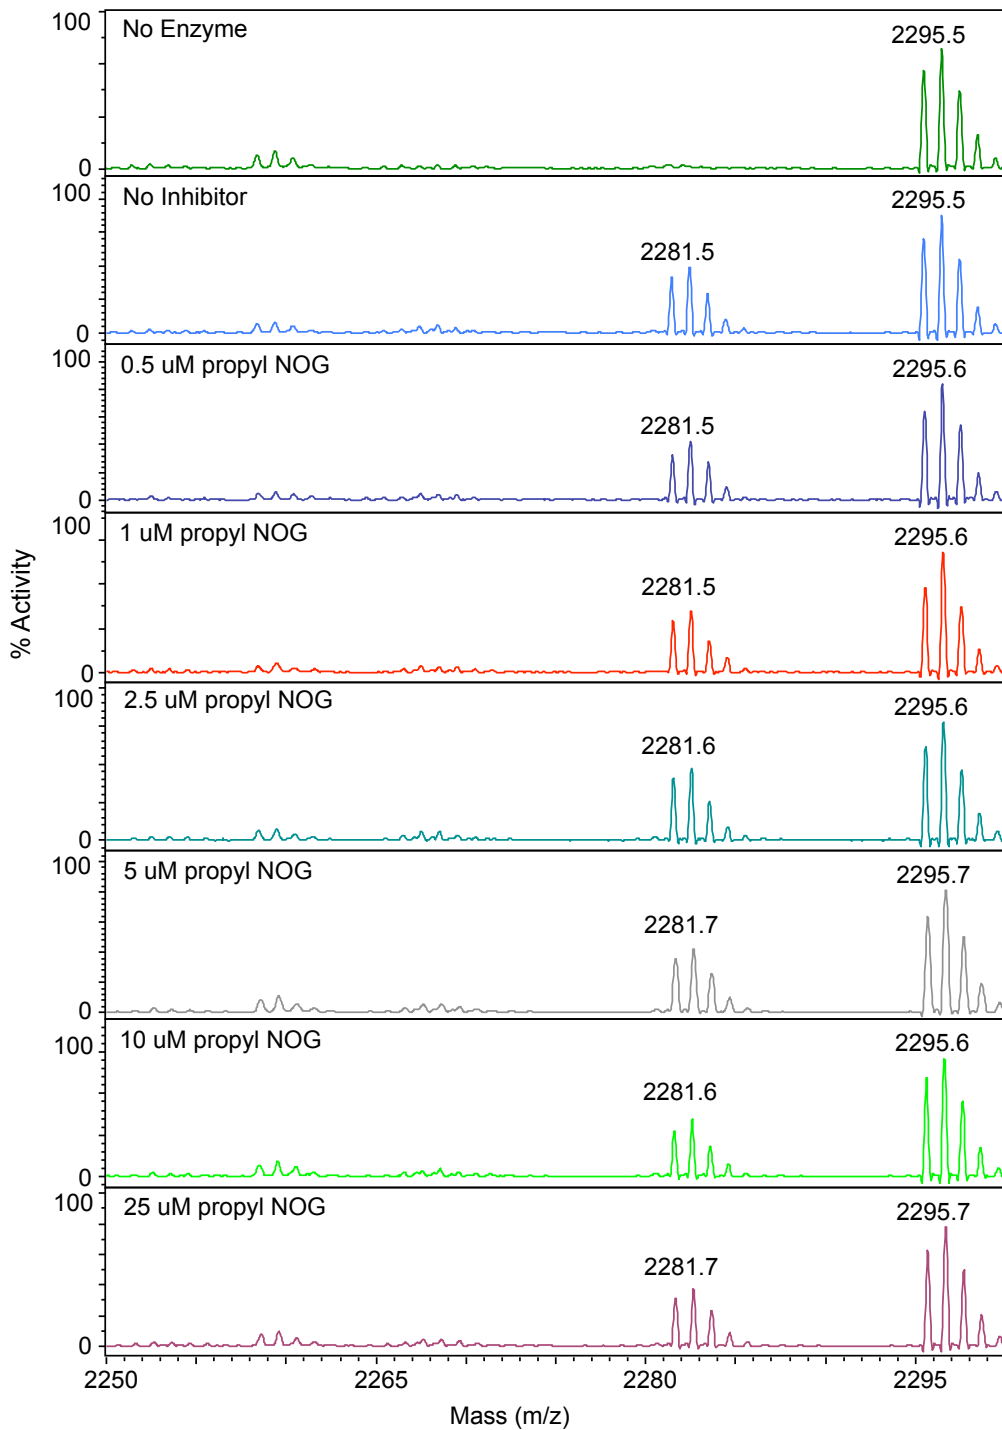 100
No Enzyme
2295.5
0
100
No Inhibitor
2295.5
2281.5
0
100
0.5 uM propyl NOG
2295.6
2281.5
0
100
1 uM propyl NOG
2295.6
2281.5
0
100
2.5 uM propyl NOG
2295.6
2281.6
0
100
5 uM propyl NOG
2295.7
2281.7
0
100
10 uM propyl NOG
2295.6
2281.6
0
100
25 uM propyl NOG
2295.7
2281.7
0
% Activity
2250 2265 2280 2295
Mass (m/z)